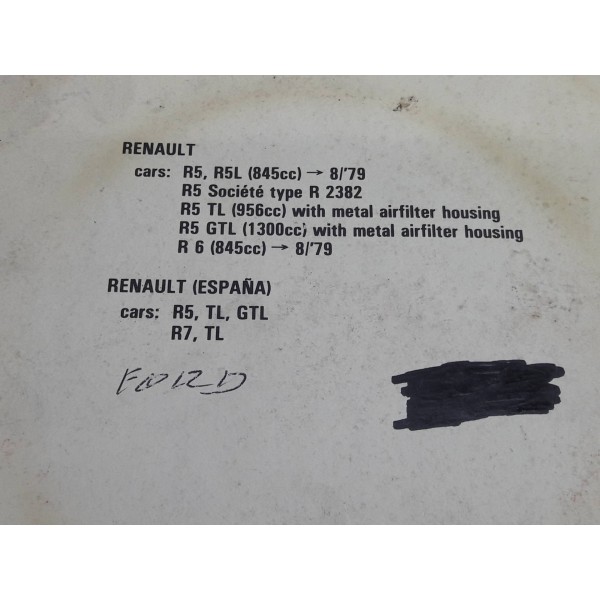 RENAULT
cars: R5, R5L (845cc) → 8/'79
R5 Société type R 2382
R5 TL (956cc) with metal airfilter housing
R5 GTL (1300cc) with metal airfilter housing
R 6 (845cc) → 8/'79
RENAULT (ESPAÑA)
cars: R5, TL, GTL
R7, TL
FORD